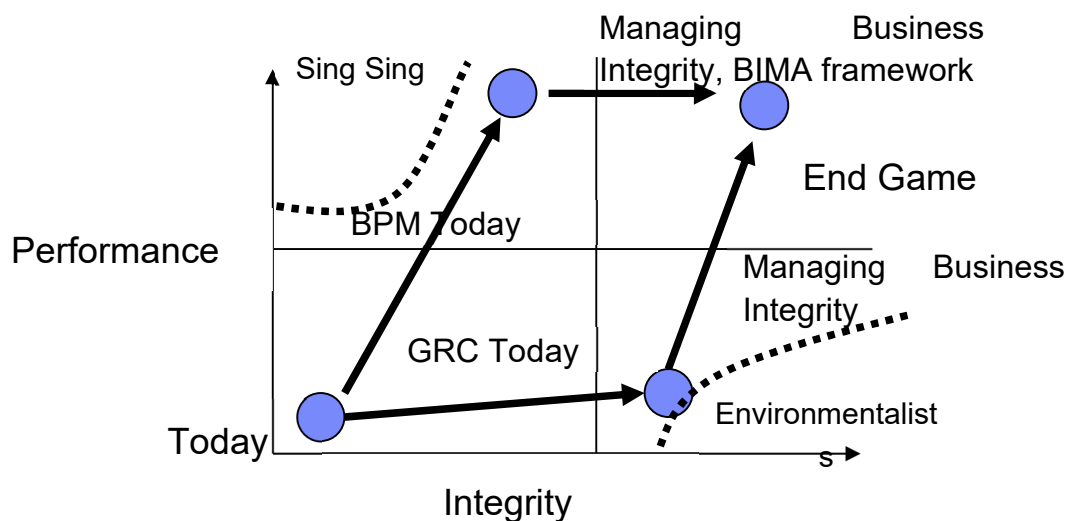 Managing Business
Sing Sing
Integrity, BIMA framework
End Game
BPM Today
Performance
Managing Business
Integrity
GRC Today
Environmentalist
Today
s
Integrity